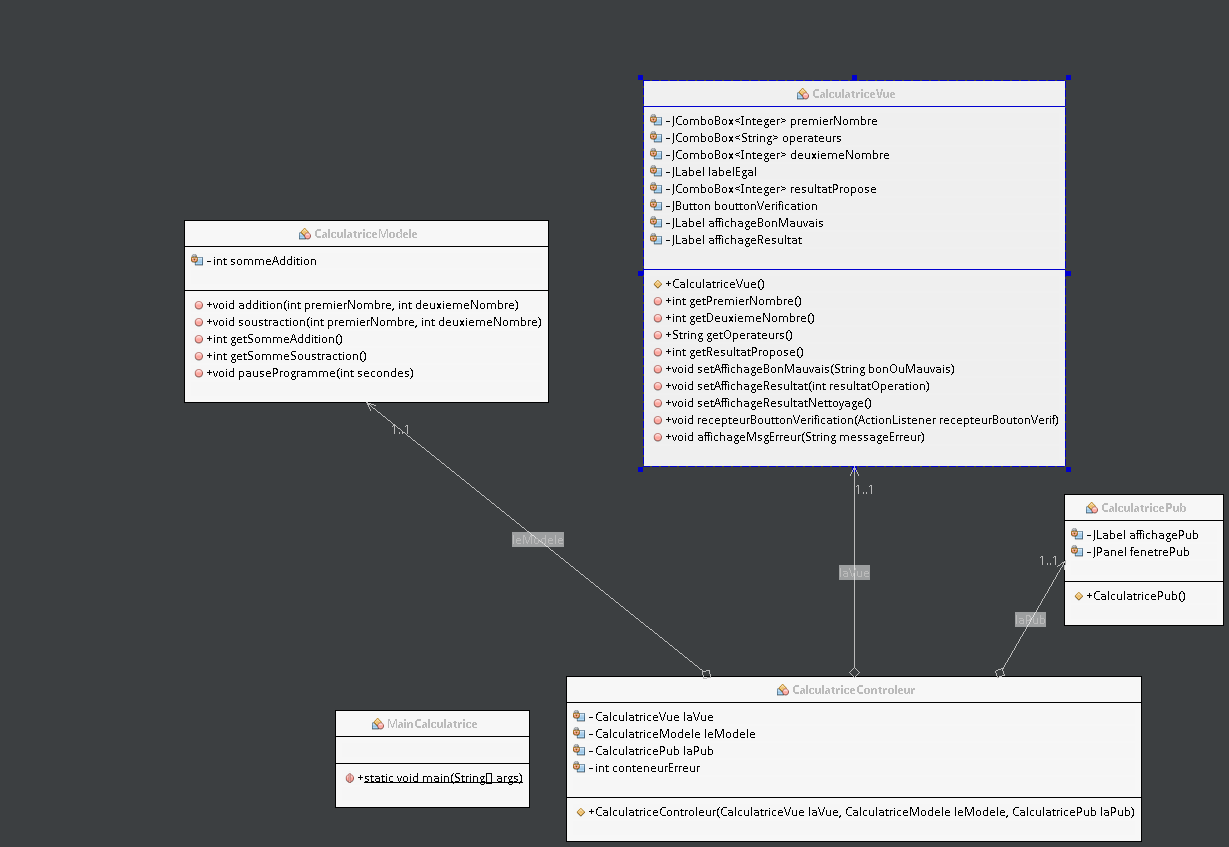 CalculatriceVue
-JComboBox<Integer> premierNombre
-JComboBox<String> operateurs
-JComboBox<Integer> deuxiemeNombre
-JLabel labelEgal
-JComboBox<Integer> resultatPropose
-JButton bouttonVerification
-JLabel affichageBonMauvais
-JLabel affichageResultat
+CalculatriceVue()
+int getPremierNombre()
+int getDeuxiemeNombre()
+String getOperateurs()
+int getResultatPropose()
+void setAffichageBonMauvais(String bonOuMauvais)
+void setAffichageResultat(int resultatOperation)
+void setAffichageResultatNettoyage()
+void recepteurBouttonVerification(ActionListener recepteurBoutonVerif)
+void affichageMsgErreur(String messageErreur)
CalculatriceModele
-int sommeAddition
+void addition(int premierNombre, int deuxiemeNombre)
+void soustraction(int premierNombre, int deuxiemeNombre)
+int getSommeAddition()
+int getSommeSoustraction()
+void pauseProgramme(int secondes)
1..1
1..1
CalculatricePub
-JLabel affichagePub
-JPanel fenetrePub
+CalculatricePub()
1..1
leModele
laVue
laPub
CalculatriceControleur
-CalculatriceVue laVue
-CalculatriceModele leModele
-CalculatricePub laPub
-int conteneurErreur
+CalculatriceControleur(CalculatriceVue laVue, CalculatriceModele leModele, CalculatricePub laPub)
MainCalculatrice
+static void main(String[] args)